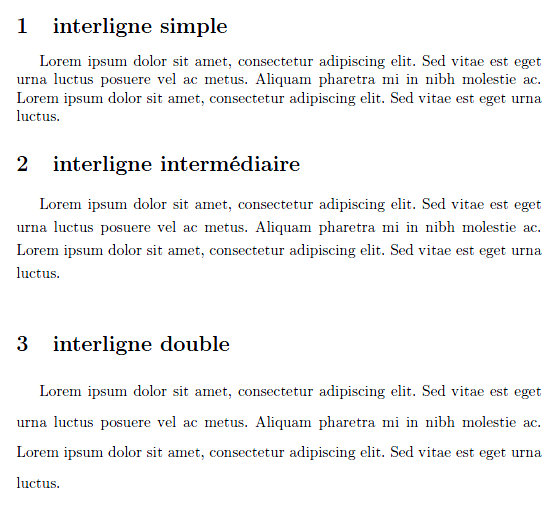 1 interligne simple
Lorem ipsum dolor sit amet, consectetur adipiscing elit. Sed vitae est eget
urna luctus posuere vel ac metus. Aliquam pharetra mi in nibh molestie ac.
Lorem ipsum dolor sit amet, consectetur adipiscing elit. Sed vitae est eget urna
luctus.
2 interligne intermédiaire
Lorem ipsum dolor sit amet, consectetur adipiscing elit. Sed vitae est eget
urna luctus posuere vel ac metus. Aliquam pharetra mi in nibh molestie ac.
Lorem ipsum dolor sit amet, consectetur adipiscing elit. Sed vitae est eget urna
luctus.
3 interligne double
Lorem ipsum dolor sit amet, consectetur adipiscing elit. Sed vitae est eget
urna luctus posuere vel ac metus. Aliquam pharetra mi in nibh molestie ac.
Lorem ipsum dolor sit amet, consectetur adipiscing elit. Sed vitae est eget urna
luctus.